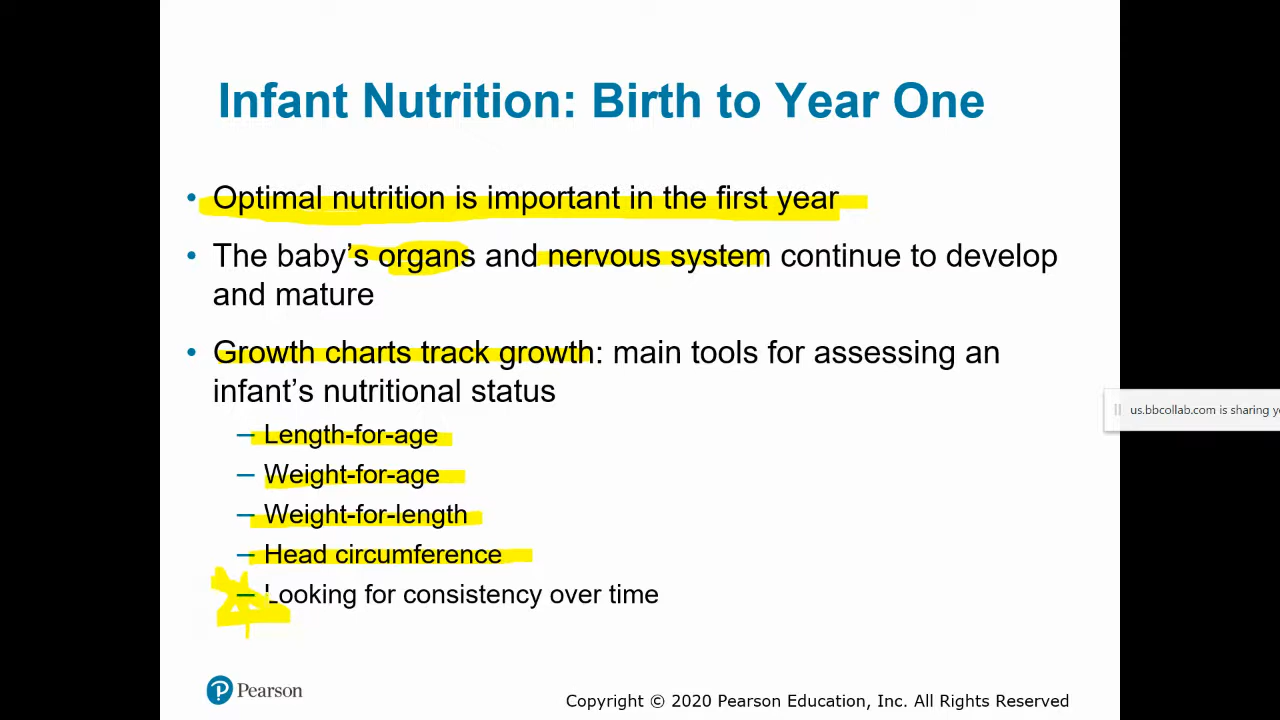 Infant Nutrition: Birth to Year One
• Optimal nutrition is important in the first year
• The baby’s organs and nervous system continue to develop
and mature
• Growth charts track growth: main tools for assessing an
infant’s nutritional status
– Length-for-age
– Weight-for-age
– Weight-for-length
– Head circumference
– Looking for consistency over time
us.bbcollab.com is sharing
Pearson
Copyright © 2020 Pearson Education, Inc. All Rights Reserved